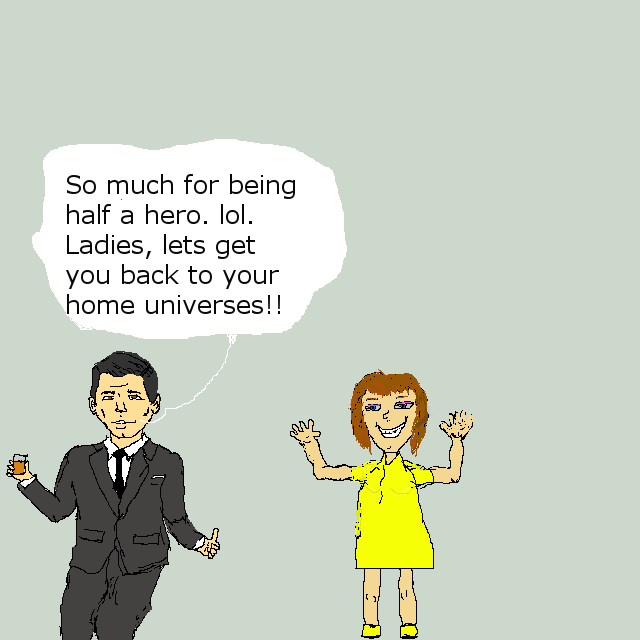 So much for being
half a hero. lol.
Ladies, lets get
you back to your
home universes!!